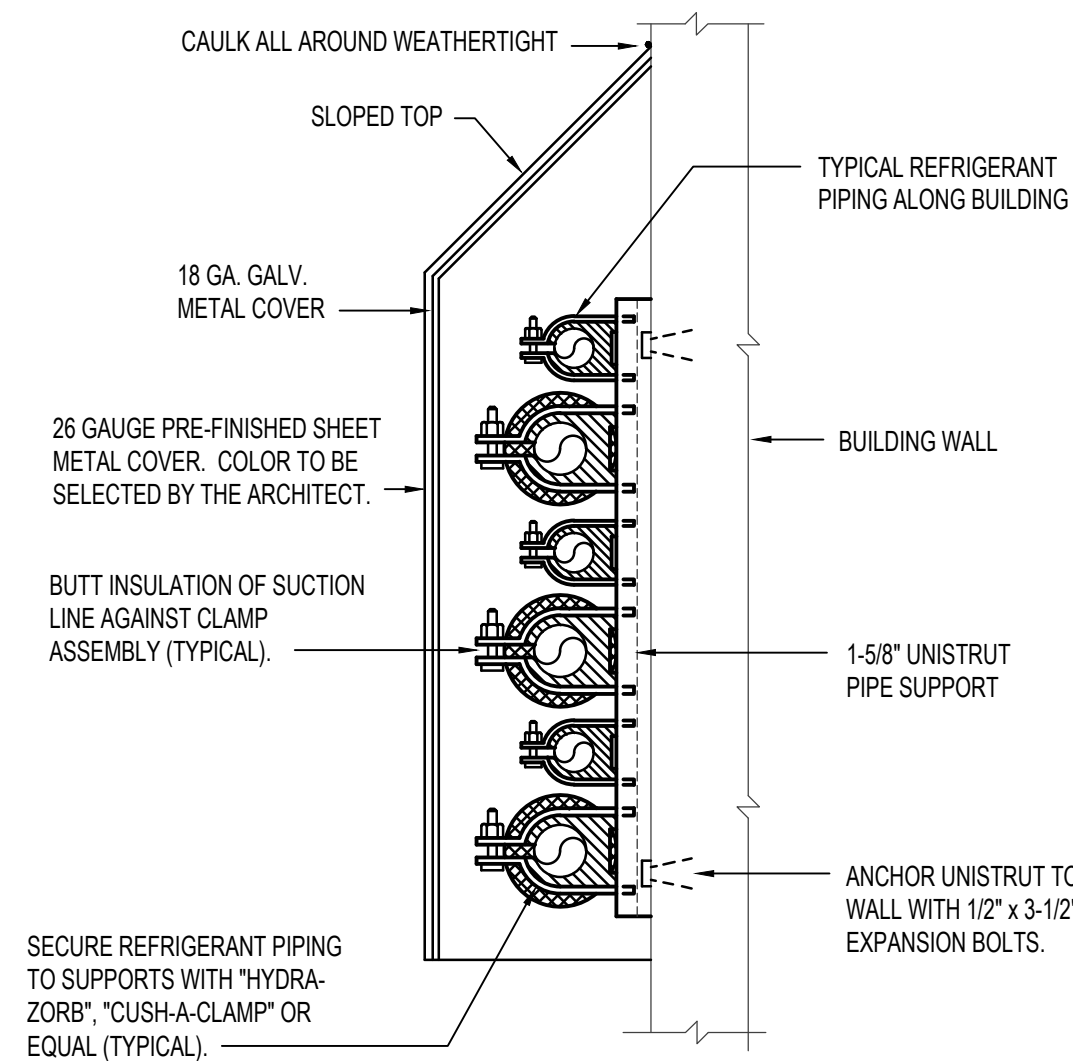 CAULK ALL AROUND WEATHERTIGHT
SLOPED TOP
TYPICAL REFRIGERANT
PIPING ALONG BUILDING
18 GA. GALV.
METAL COVER
26 GAUGE PRE-FINISHED SHEET
METAL COVER. COLOR TO BE
SELECTED BY THE ARCHITECT.
BUILDING WALL
BUTT INSULATION OF SUCTION
LINE AGAINST CLAMP
ASSEMBLY (TYPICAL).
1-5/8" UNISTRUT
PIPE SUPPORT
ANCHOR UNISTRUT TO
WALL WITH 1/2" x 3-1/2"
EXPANSION BOLTS.
SECURE REFRIGERANT PIPING
TO SUPPORTS WITH "HYDRA-
ZORB", "CUSH-A-CLAMP" OR
EQUAL (TYPICAL).